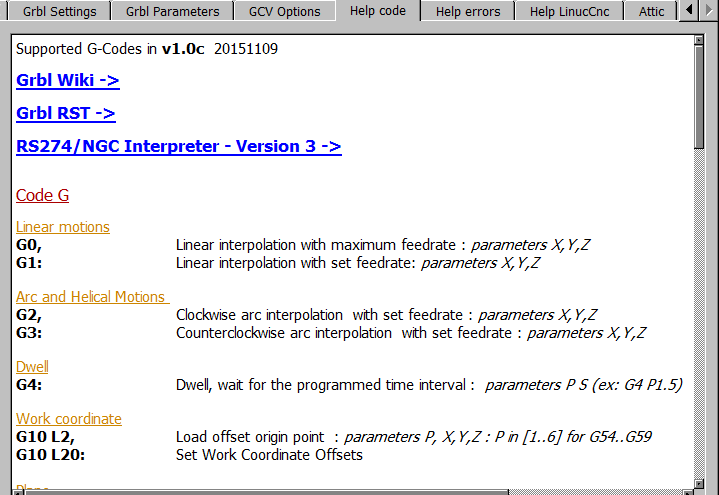 Grbl Settings Grbl Parameters GCV Options Help code Help errors Help LinucCnc Attic
Supported G-Codes in v1.0c 20151109
Grbl Wiki ->
Grbl RST ->
RS274/NGC Interpreter - Version 3 ->
Code G
Linear motions
G0, Linear interpolation with maximum feedrate : parameters X,Y,Z
G1: Linear interpolation with set feedrate: parameters X,Y,Z
Arc and Helical Motions
G2, Clockwise arc interpolation with set feedrate : parameters X,Y,Z
G3: Counterclockwise arc interpolation with set feedrate : parameters X,Y,Z
Dwell
G4: Dwell, wait for the programmed time interval : parameters P S (ex: G4 P1.5)
Work coordinate
G10 L2, Load offset origin point : parameters P, X,Y,Z : P in [1..6] for G54..G59
G10 L20: Set Work Coordinate Offsets